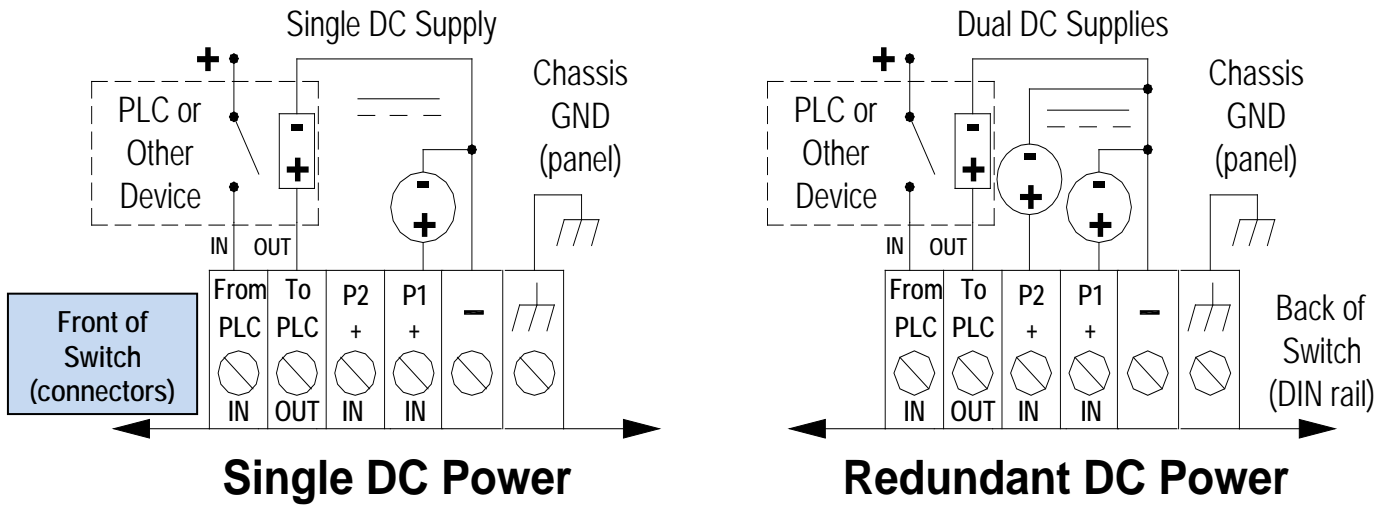 Single DC Supply
+
PLC or
Other
Device
-
+
-
+
Chassis
GND
(panel)
IN OUT
From
PLC
IN
To
PLC
OUT
P2
+
IN
P1
+
IN
-
Front of
Switch
(connectors)
Single DC Power
Dual DC Supplies
+
PLC or
Other
Device
-
+
-
+
-
+
Chassis
GND
(panel)
IN OUT
From
PLC
IN
To
PLC
OUT
P2
+
IN
P1
+
IN
-
Back of
Switch
(DIN rail)
Redundant DC Power